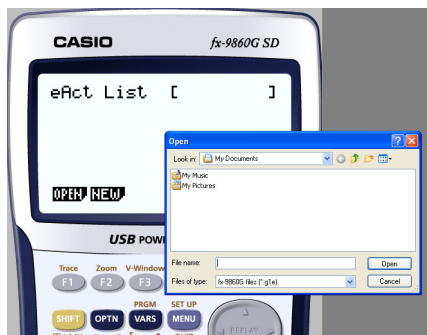 CASIO fx-9860G SD
eAct List [ ]
OPEN NEW
USB POW
Trace Zoom V-Window
F1 F2 F3
PRGM SET UP
SHIFT OPTN VARS MENU
REPLAY
Open
Look in: My Documents
My Music
My Pictures
File name: Open
Files of type: fx-9860G files (*.g1e) Cancel